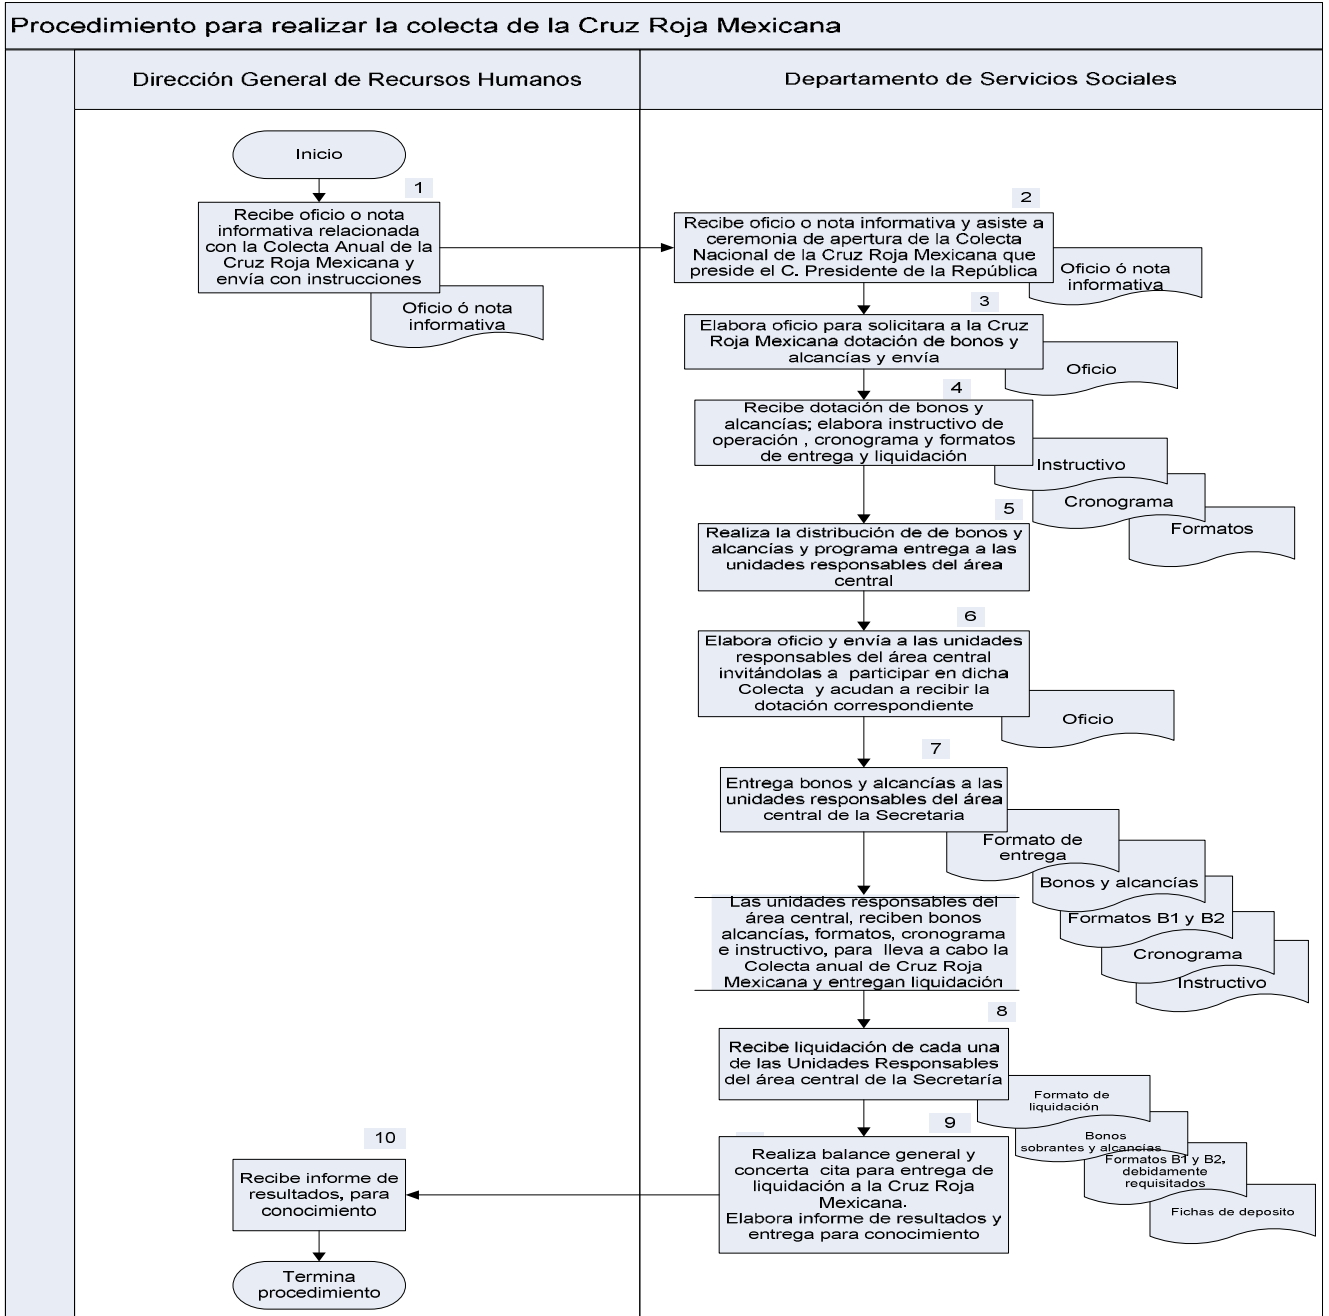 Procedimiento para realizar la colecta de la Cruz Roja Mexicana
Dirección General de Recursos Humanos
Departamento de Servicios Sociales
Inicio
1
Recibe oficio o nota
informativa relacionada
con la Colecta Anual de la
Cruz Roja Mexicana y
envía con instrucciones
Oficio ó nota
informativa
2
Recibe oficio o nota informativa y asiste a
ceremonia de apertura de la Colecta
Nacional de la Cruz Roja Mexicana que
preside el C. Presidente de la República
Oficio ó nota
informativa
3
Elabora oficio para solicitara a la Cruz
Roja Mexicana dotación de bonos y
alcancías y envía
Oficio
4
Recibe dotación de bonos y
alcancías; elabora instructivo de
operación , cronograma y formatos
de entrega y liquidación
Instructivo
Cronograma
Formatos
5
Realiza la distribución de de bonos y
alcancías y programa entrega a las
unidades responsables del área
central
6
Elabora oficio y envía a las unidades
responsables del área central
invitándolas a participar en dicha
Colecta y acudan a recibir la
dotación correspondiente
Oficio
7
Entrega bonos y alcancías a las
unidades responsables del área
central de la Secretaria
Formato de
entrega
Bonos y alcancías
Formatos B1 y B2
Cronograma
Instructivo
Las unidades responsables del
área central, reciben bonos
alcancías, formatos, cronograma
e instructivo, para lleva a cabo la
Colecta anual de Cruz Roja
Mexicana y entregan liquidación
8
Recibe liquidación de cada una
de las Unidades Responsables
del área central de la Secretaría
Formato de
liquidación
Bonos
sobrantes y alcancías
Formatos B1 y B2,
debidamente
requisitados
Fichas de deposito
9
Realiza balance general y
concerta cita para entrega de
liquidación a la Cruz Roja
Mexicana.
Elabora informe de resultados y
entrega para conocimiento
10
Recibe informe de
resultados, para
conocimiento
Termina
procedimiento